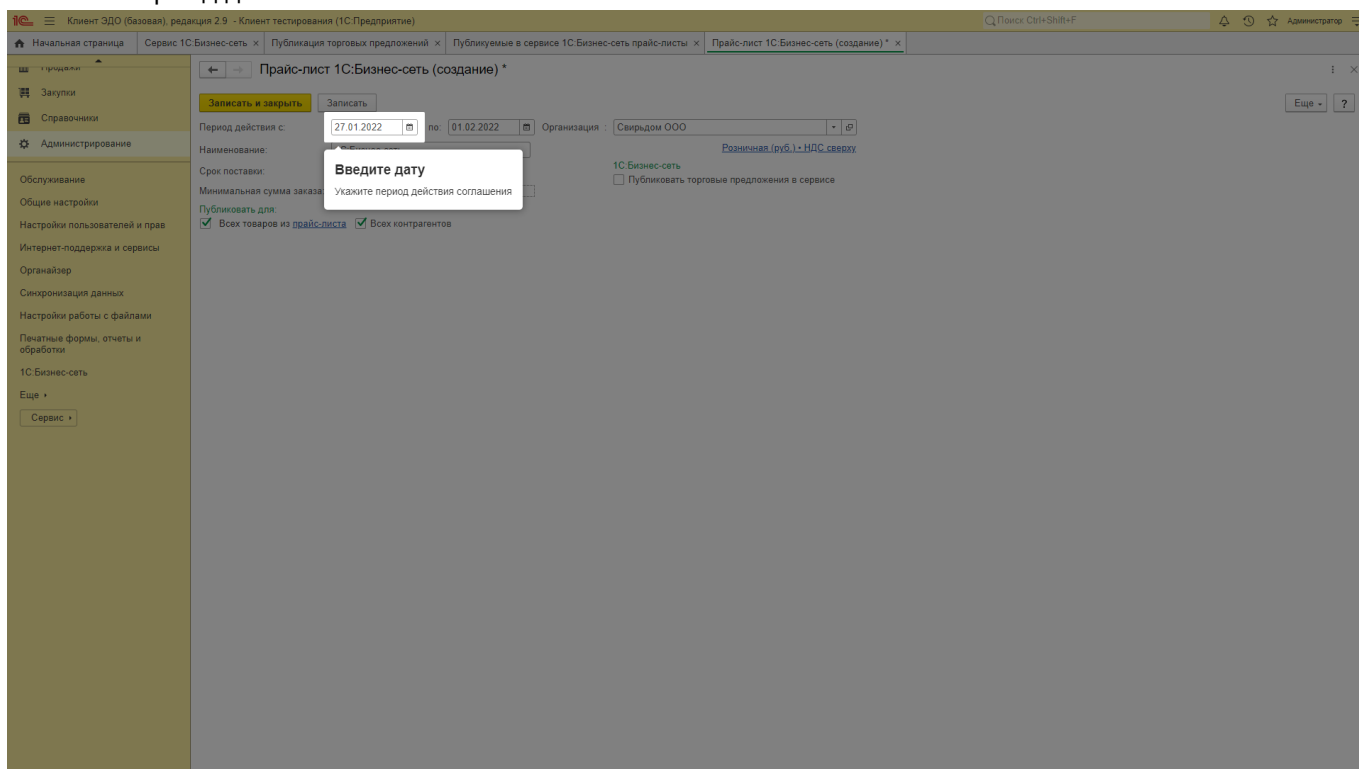 Клиент ЭДО (базовая), редакция 2.9 - Клиент тестирования (1С:Предприятие)
Поиск Ctrl+Shift+F
Администратор
Начальная страница
Сервис 1С:Бизнес-сеть ×
Публикация торговых предложений ×
Публикуемые в сервисе 1С:Бизнес-сеть прайс-листы ×
Прайс-лист 1С:Бизнес-сеть (создание) * ×
Продажи
Закупки
Справочники
Администрирование
Обслуживание
Общие настройки
Настройки пользователей и прав
Интернет-поддержка и сервисы
Органайзер
Синхронизация данных
Настройки работы с файлами
Печатные формы, отчеты и
обработки
1С:Бизнес-сеть
Еще
Сервис
Прайс-лист 1С:Бизнес-сеть (создание) *
Записать и закрыть
Записать
Еще
?
Период действия с: 27.01.2022 по: 01.02.2022 Организация : Свирьдом ООО
Наименование:
Розничная (руб.) • НДС сверху
Срок поставки:
1С:Бизнес-сеть
Публиковать торговые предложения в сервисе
Минимальная сумма заказа:
Введите дату
Укажите период действия соглашения
Публиковать для:
Всех товаров из прайс-листа Всех контрагентов